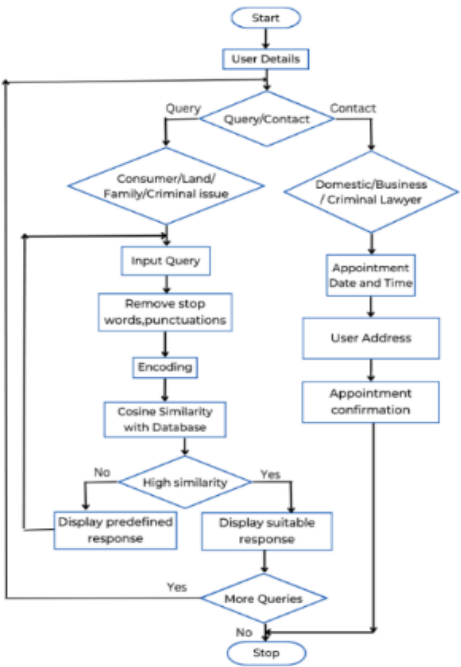 Start
User Details
Query
Contact
Query/Contact
Consumer/Land/
Family/Criminal issue
Domestic/Business
/ Criminal Lawyer
Input Query
Appointment
Date and Time
Remove stop
words,punctuations
User Address
Encoding
Appointment
confirmation
Cosine Similarity
with Database
No
Yes
High similarity
Display predefined
response
Display suitable
response
Yes
More Queries
No
Stop